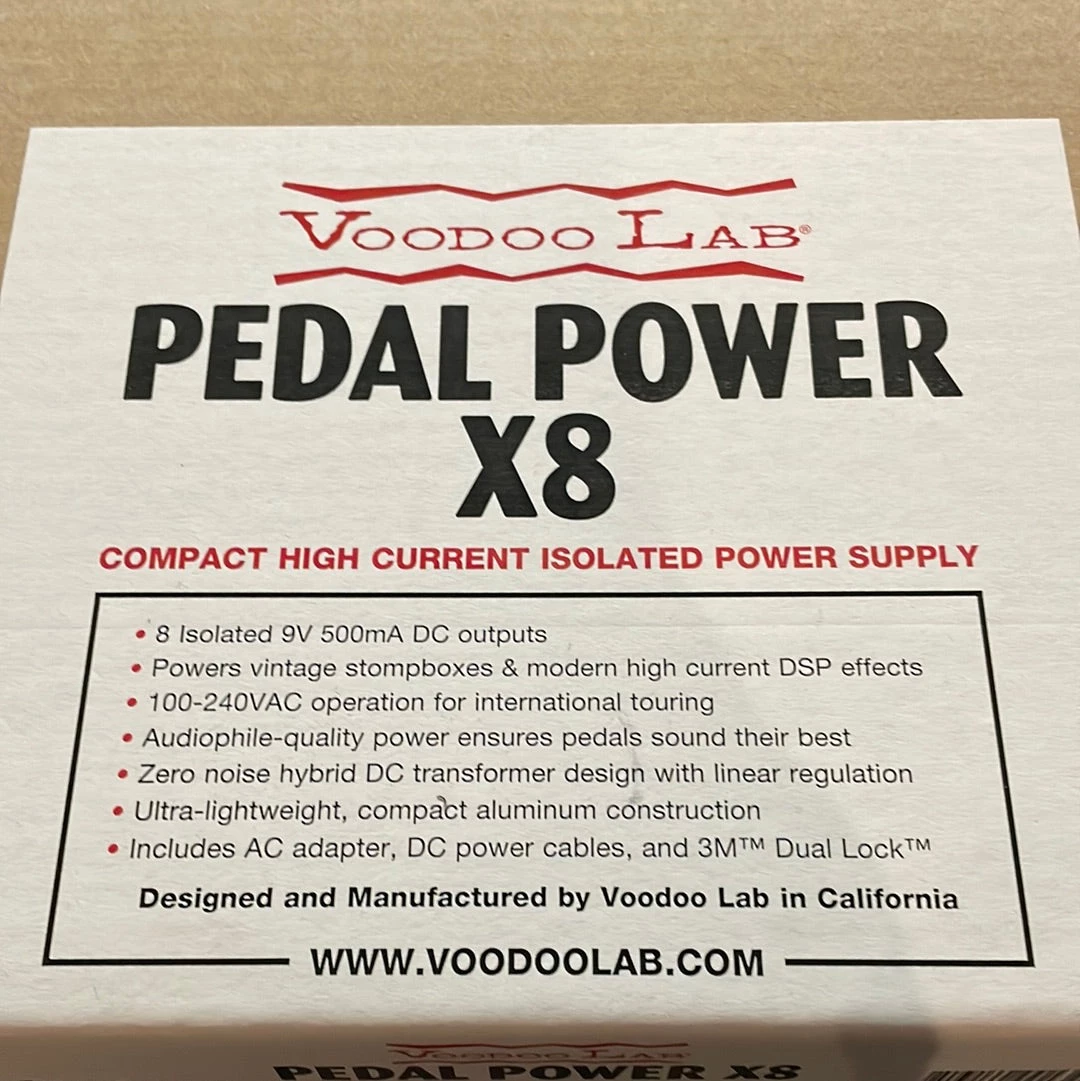 VOODOO LAB®
PEDAL POWER
X8
COMPACT HIGH CURRENT ISOLATED POWER SUPPLY
• 8 Isolated 9V 500mA DC outputs
• Powers vintage stompboxes & modern high current DSP effects
• 100-240VAC operation for international touring
• Audiophile-quality power ensures pedals sound their best
• Zero noise hybrid DC transformer design with linear regulation
• Ultra-lightweight, compact aluminum construction
• Includes AC adapter, DC power cables, and 3M™ Dual Lock™
Designed and Manufactured by Voodoo Lab in California
WWW.VOODOOLAB.COM
VOODOO LAB®
PEDAL POWER X8